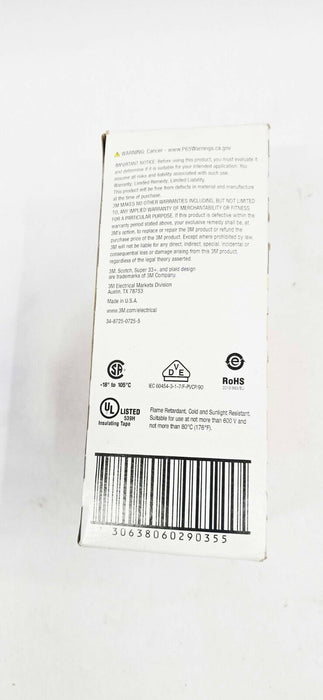 WARNING: Cancer - www.P65Warnings.ca.gov
IMPORTANT NOTICE: Before using this product, you must evaluate it
and determine if it is suitable for your intended application. You
assume all risks and liability associated with such use.
Warranty; Limited Remedy; Limited Liability.
This product will be free from defects in material and manufacture
at the time of purchase.
3M MAKES NO OTHER WARRANTIES INCLUDING, BUT NOT LIMITED
TO, ANY IMPLIED WARRANTY OF MERCHANTABILITY OR FITNESS
FOR A PARTICULAR PURPOSE. If this product is defective within the
warranty period stated above, your exclusive remedy shall be, at
3M's option, to replace or repair the 3M product or refund the
purchase price of the 3M product. Except where prohibited by law,
3M will not be liable for any direct, indirect, special, incidental or
consequential loss or damage arising from this 3M product,
regardless of the legal theory asserted.
3M, Scotch, Super 33+, and plaid design
are trademarks of 3M Company.
3M Electrical Markets Division
Austin, TX 78753
Made in U.S.A.
www.3M.com/electrical
34-8725-0725-5
-18° to 105°C
VDE
IEC 60454-3-1-7/F-PVCP/90
e
RoHS
UL LISTED
539H
Insulating Tape
Flame Retardant, Cold and Sunlight Resistant.
Suitable for use at not more than 600 V and
not more than 80°C (176°F).
30638060290355